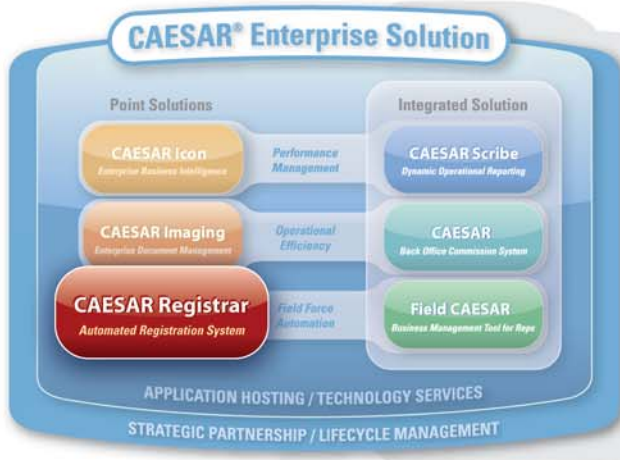 CAESAR® Enterprise Solution
Point Solutions
Integrated Solution
CAESAR Icon
Enterprise Business Intelligence
Performance
Management
CAESAR Scribe
Dynamic Operational Reporting
CAESAR Imaging
Enterprise Document Management
Operational
Efficiency
CAESAR
Back Office Commission System
CAESAR Registrar
Automated Registration System
Field Force
Automation
Field CAESAR
Business Management Tool for Reps
APPLICATION HOSTING / TECHNOLOGY SERVICES
STRATEGIC PARTNERSHIP / LIFECYCLE MANAGEMENT